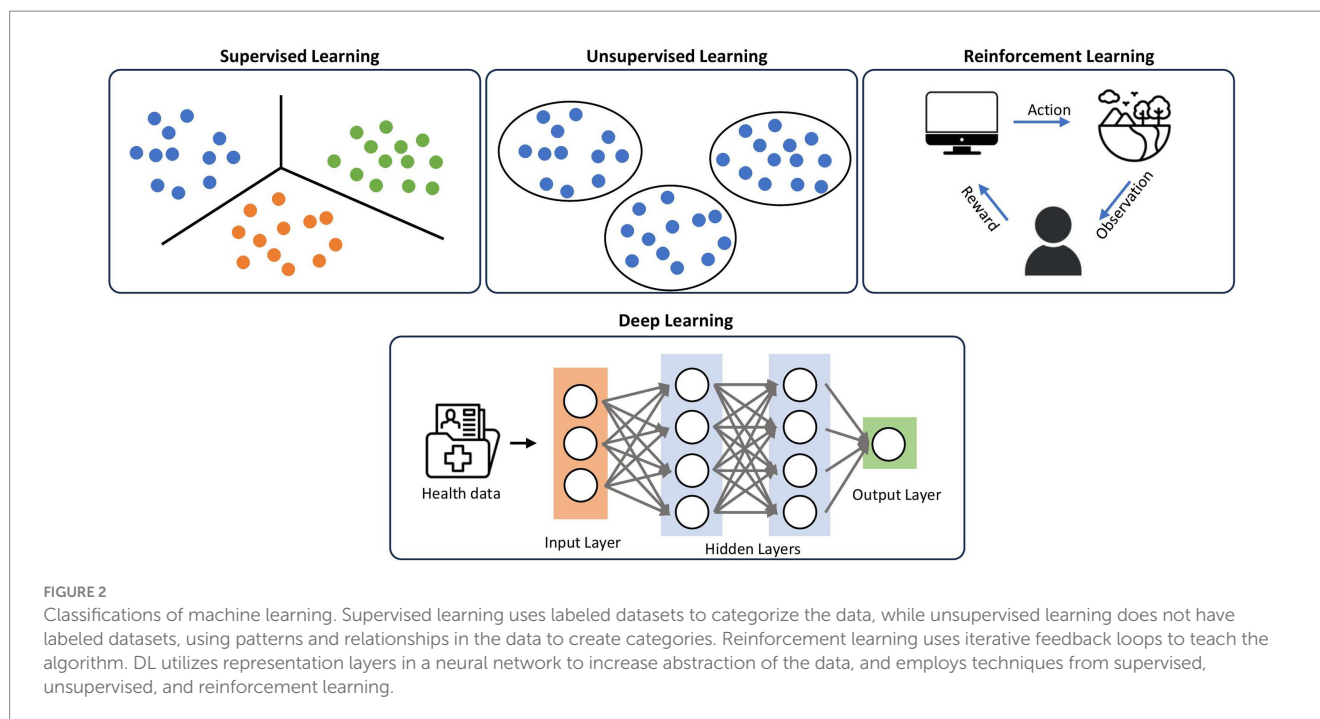 Supervised Learning
Unsupervised Learning
Reinforcement Learning
Action
Observation
Reward
Deep Learning
Health data
Input Layer
Hidden Layers
Output Layer
FIGURE 2
Classifications of machine learning. Supervised learning uses labeled datasets to categorize the data, while unsupervised learning does not have
labeled datasets, using patterns and relationships in the data to create categories. Reinforcement learning uses iterative feedback loops to teach the
algorithm. DL utilizes representation layers in a neural network to increase abstraction of the data, and employs techniques from supervised,
unsupervised, and reinforcement learning.